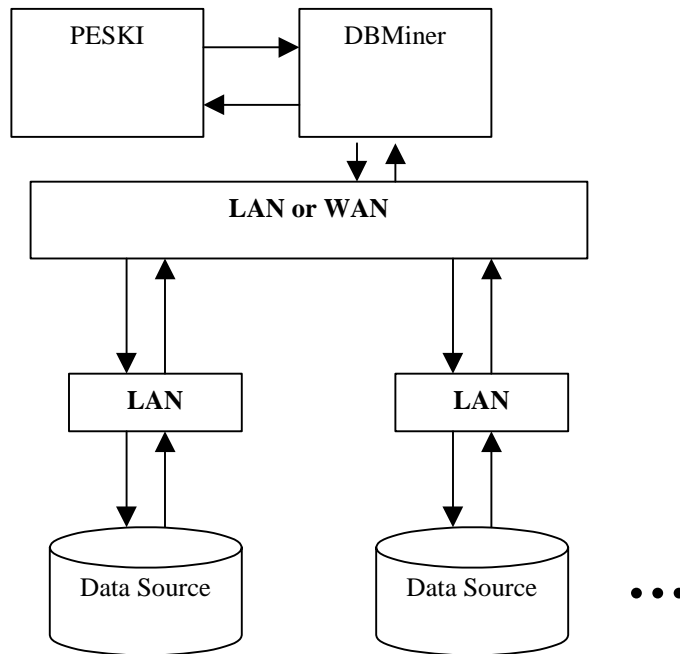 PESKI
DBMiner
LAN or WAN
LAN
LAN
Data Source
Data Source
• • •